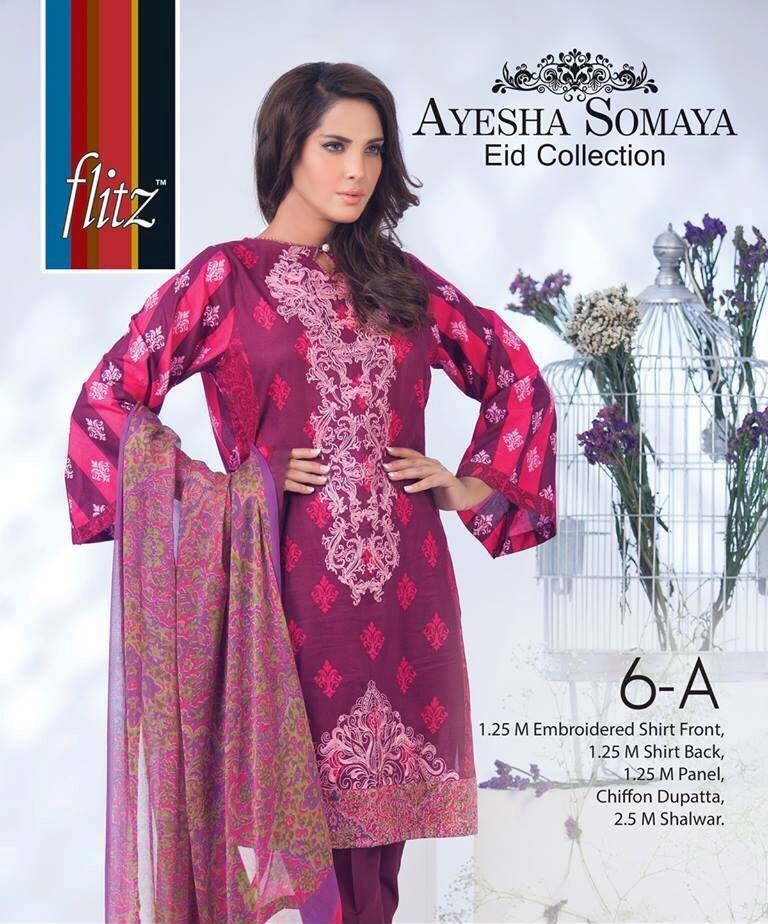 flitz™
AYESHA SOMAYA
Eid Collection
6-A
1.25 M Embroidered Shirt Front,
1.25 M Shirt Back,
1.25 M Panel,
Chiffon Dupatta,
2.5 M Shalwar.